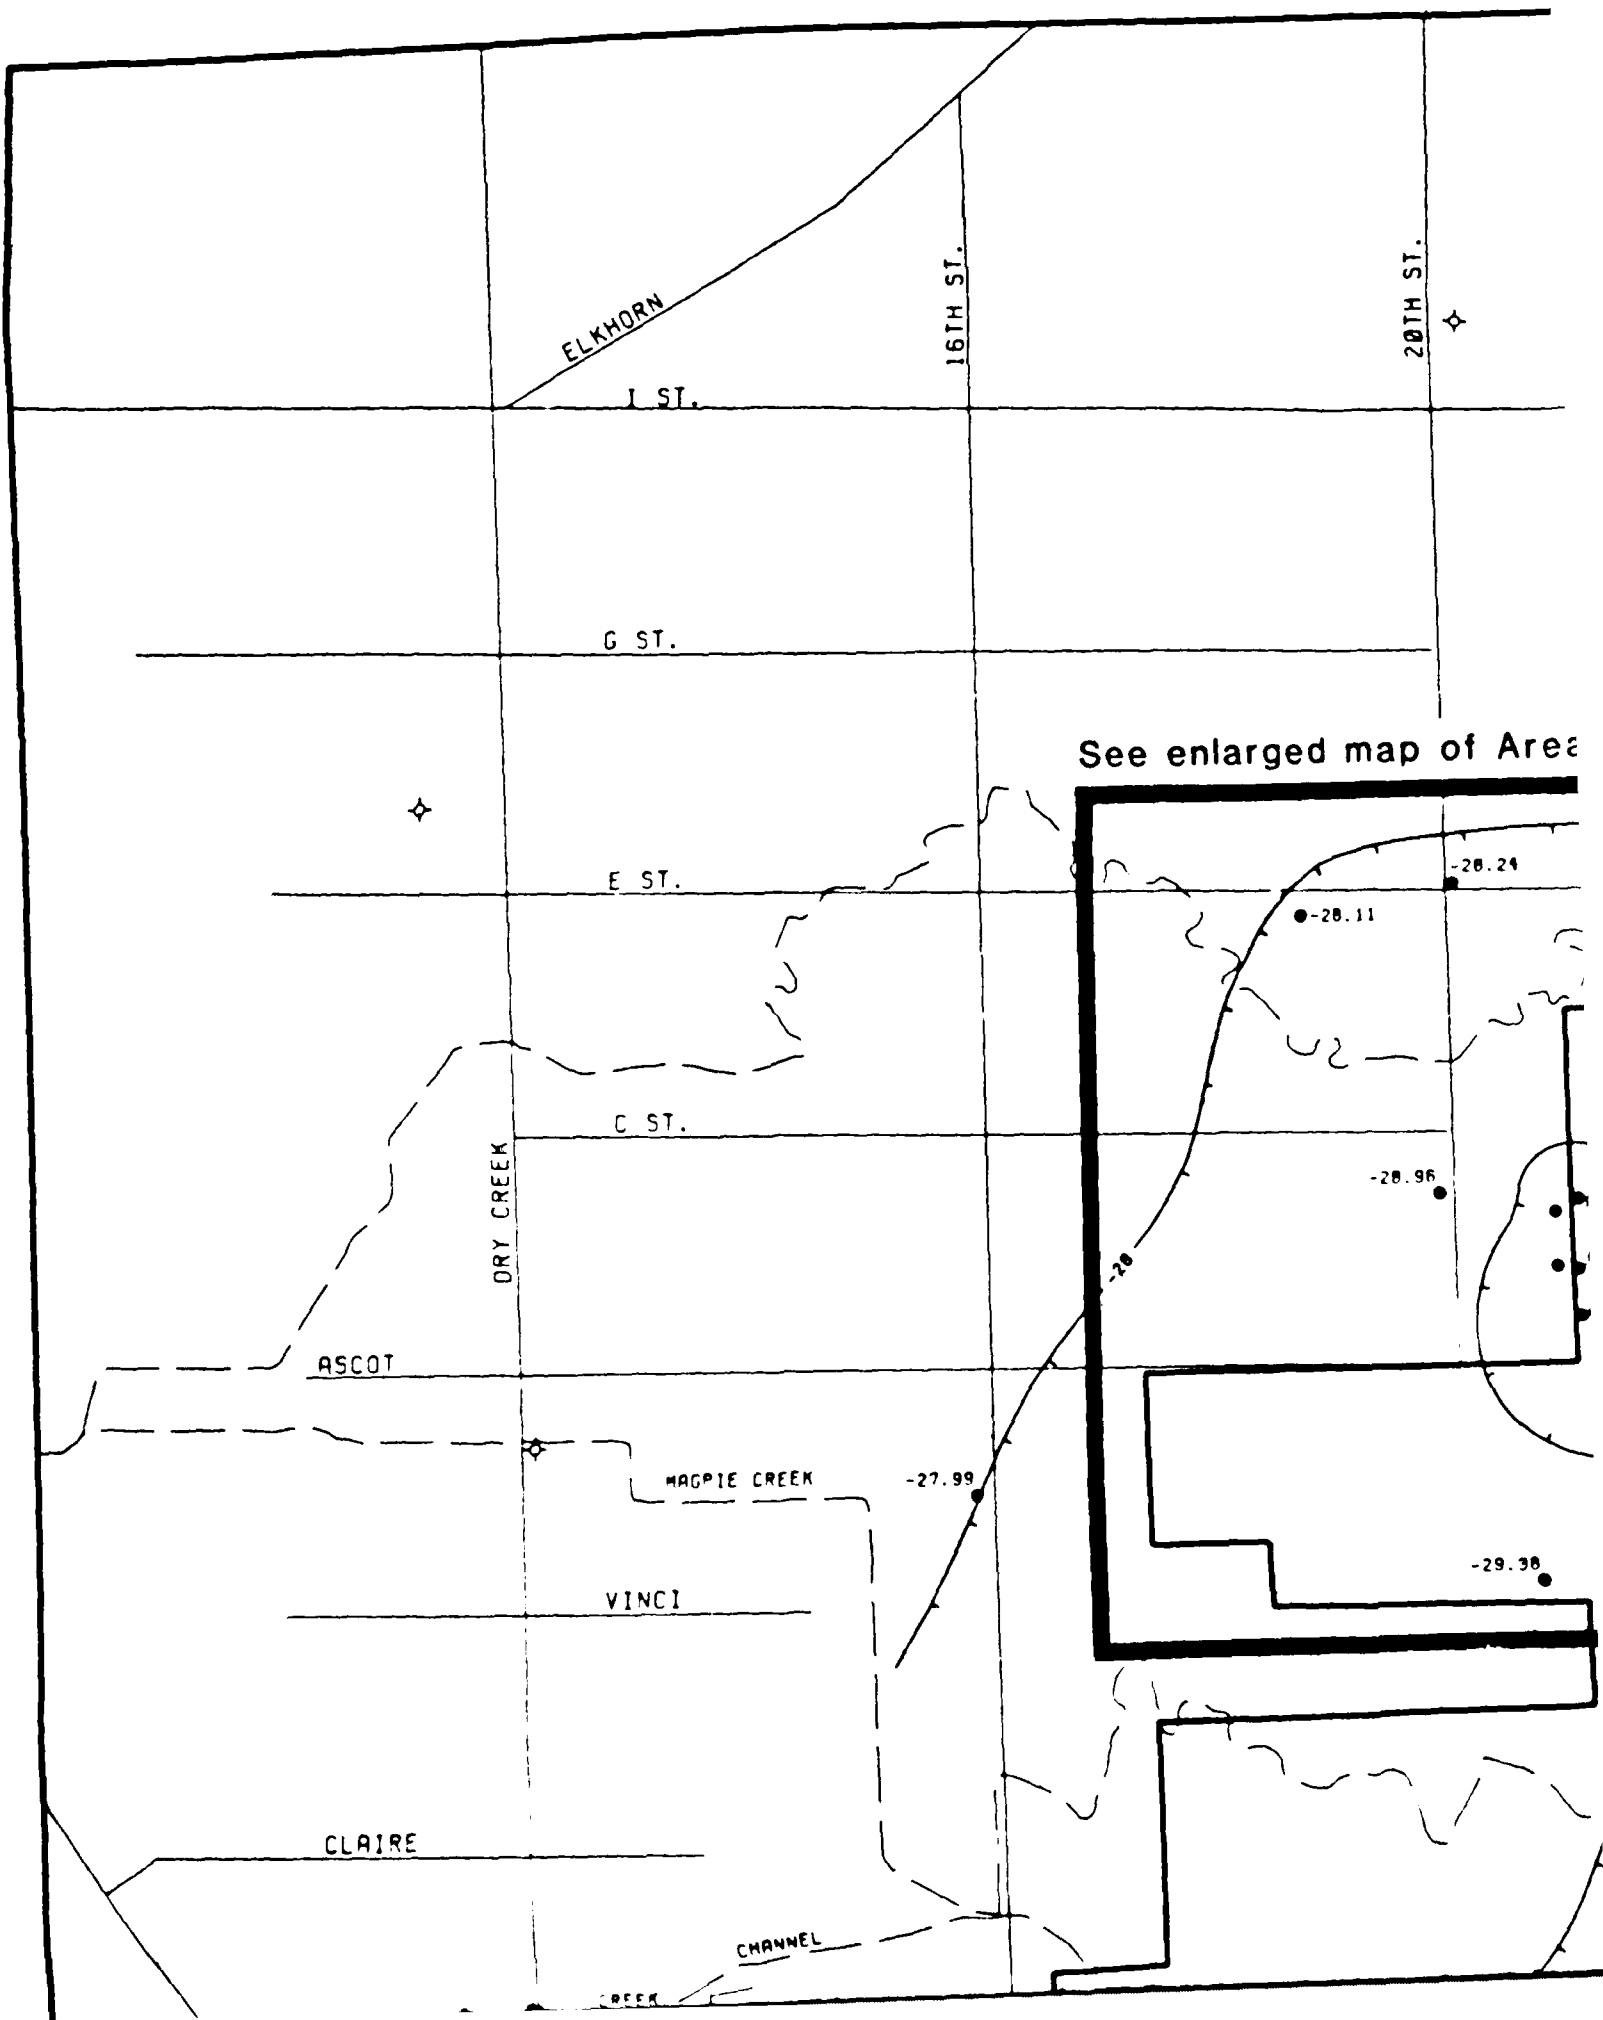 16TH ST.
20TH ST.
ELKHORN
I ST.
G ST.
See enlarged map of Area
-28.24
E ST.
-28.11
C ST.
DRY CREEK
-28.96
-28
ASCOT
MAGPIE CREEK
-27.99
-29.38
VINCI
CLAIRE
CHANNEL
CREEK